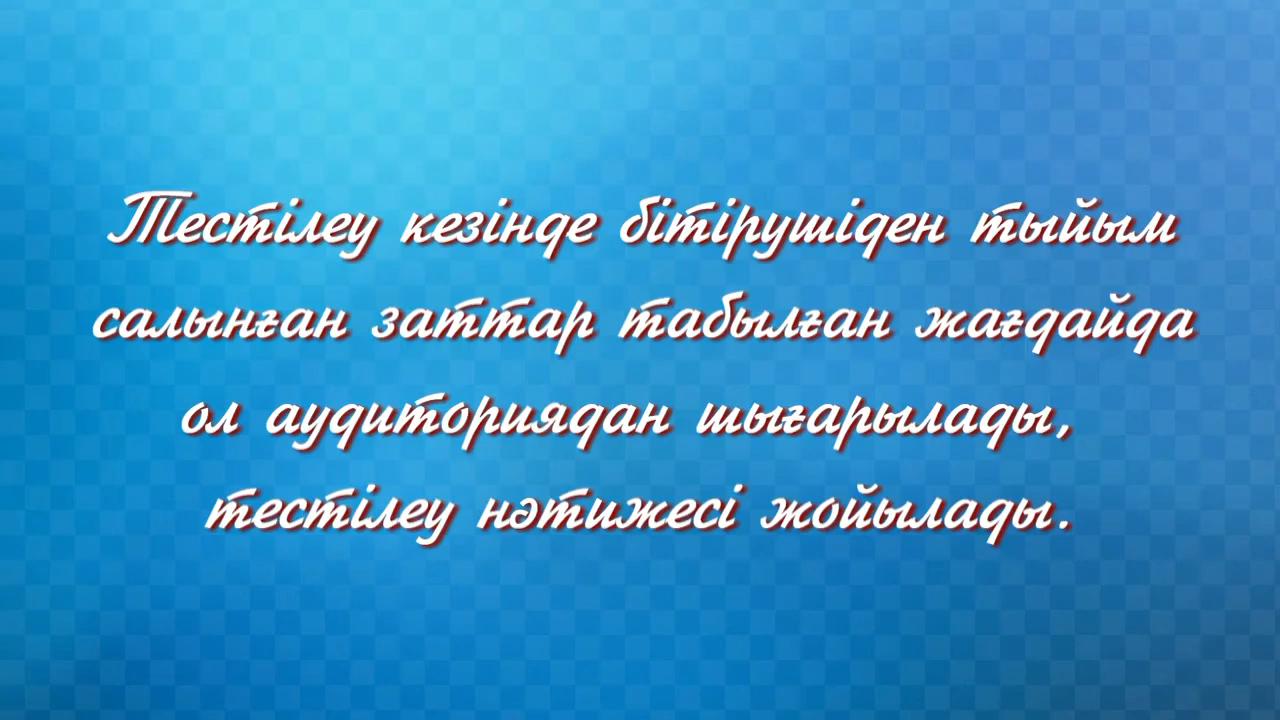 Тестілеу кезінде бітірушіден тыйым
салынған заттар табылған жағдайда
ол аудиториядан шығарылады,
тестілеу нәтижесі жойылады.